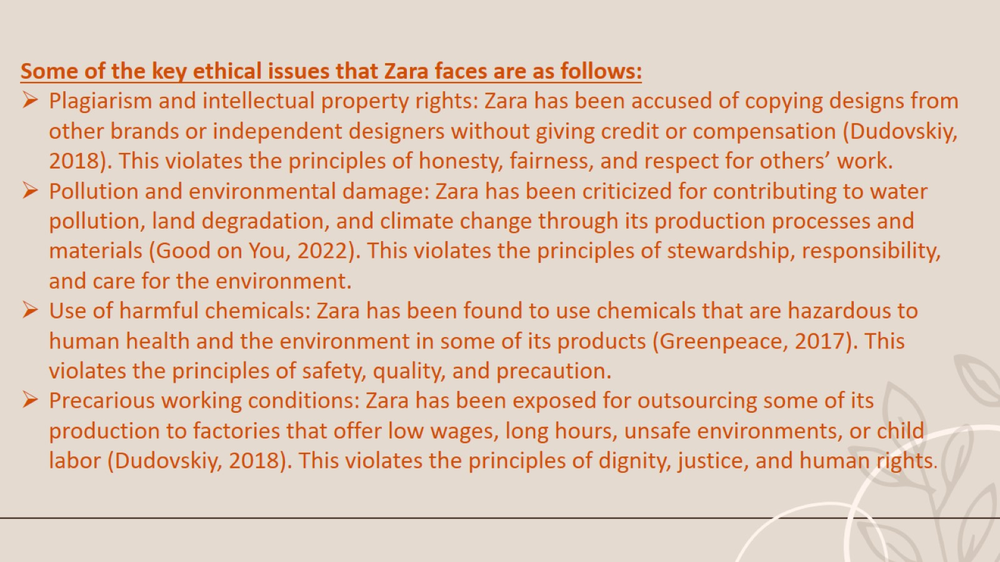 Some of the key ethical issues that Zara faces are as follows:
➢ Plagiarism and intellectual property rights: Zara has been accused of copying designs from
other brands or independent designers without giving credit or compensation (Dudovskiy,
2018). This violates the principles of honesty, fairness, and respect for others’ work.
➢ Pollution and environmental damage: Zara has been criticized for contributing to water
pollution, land degradation, and climate change through its production processes and
materials (Good on You, 2022). This violates the principles of stewardship, responsibility,
and care for the environment.
➢ Use of harmful chemicals: Zara has been found to use chemicals that are hazardous to
human health and the environment in some of its products (Greenpeace, 2017). This
violates the principles of safety, quality, and precaution.
➢ Precarious working conditions: Zara has been exposed for outsourcing some of its
production to factories that offer low wages, long hours, unsafe environments, or child
labor (Dudovskiy, 2018). This violates the principles of dignity, justice, and human rights.